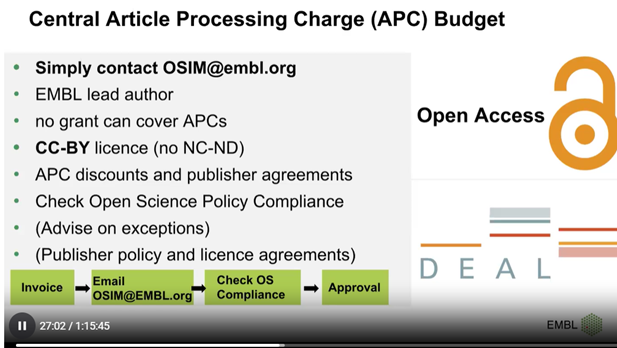 Central Article Processing Charge (APC) Budget
• Simply contact OSIM@embl.org
• EMBL lead author
• no grant can cover APCs
• CC-BY licence (no NC-ND)
• APC discounts and publisher agreements
• Check Open Science Policy Compliance
• (Advise on exceptions)
• (Publisher policy and licence agreements)
Open Access
DEAL
Invoice
Email
OSIM@EMBL.org
Check OS
Compliance
Approval
27:02 / 1:15:45
EMBL